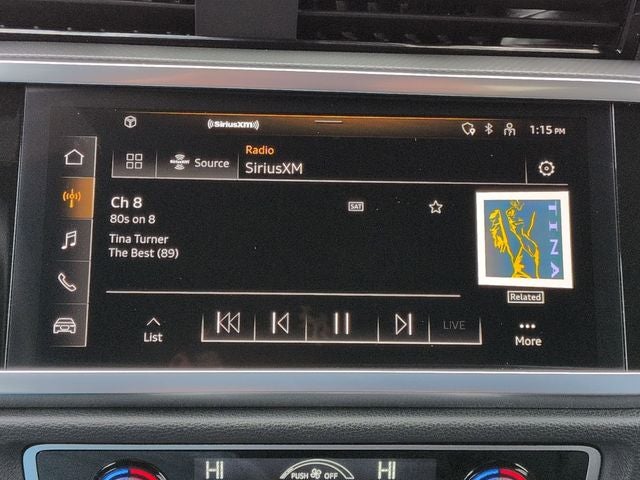 ((SiriusXM))
1:15 PM
SiriusXM Source
Radio
SiriusXM
Ch 8
80s on 8
SAT
Tina Turner
The Best (89)
TINA
Related
List
LIVE
More
HI
PUSH OFF
HI